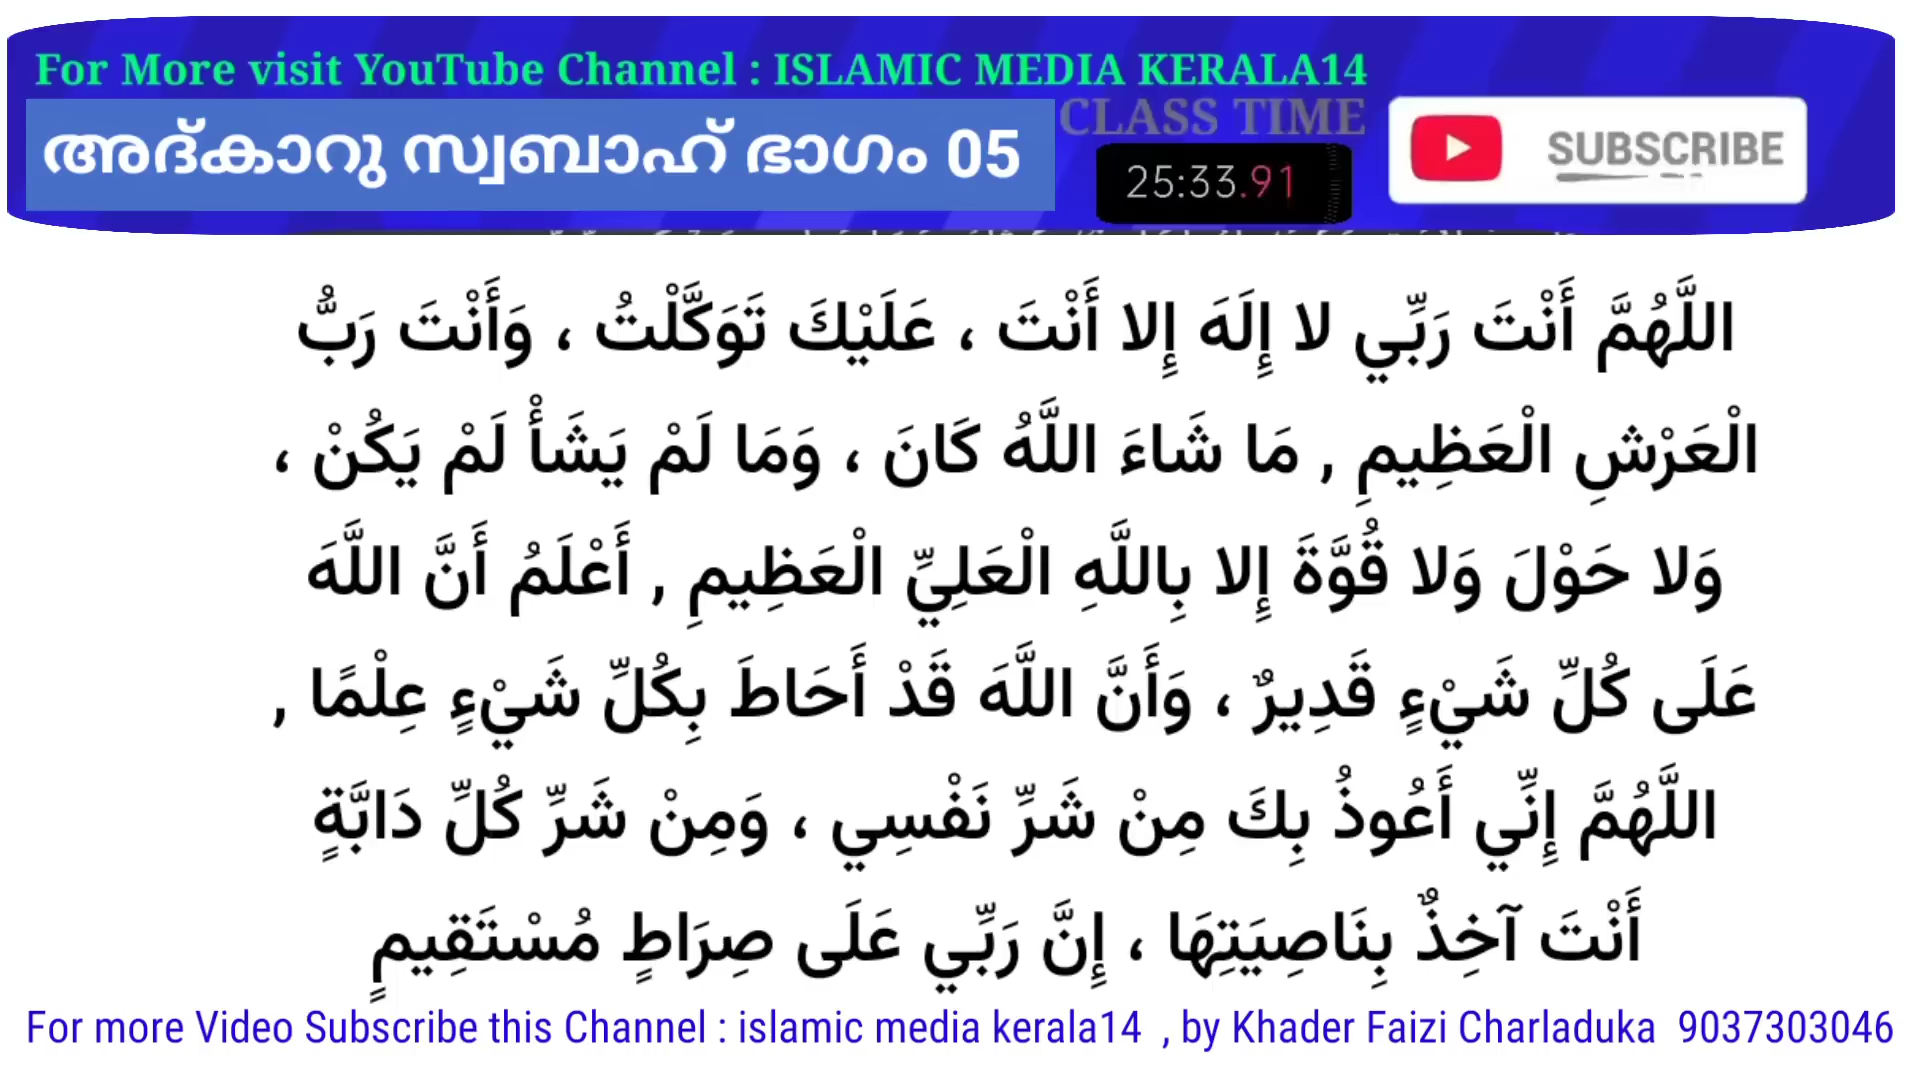 For More visit YouTube Channel : ISLAMIC MEDIA KERALA14
CLASS TIME
അദ്കാറു സ്വബാഹ് ഭാഗം 05
25:33.91
SUBSCRIBE
اللَّهُمَّ أَنْتَ رَبِّي لا إِلَهَ إِلا أَنْتَ ، عَلَيْكَ تَوَكَّلْتُ ، وَأَنْتَ رَبُّ
الْعَرْشِ الْعَظِيمِ , مَا شَاءَ اللَّهُ كَانَ ، وَمَا لَمْ يَشَأْ لَمْ يَكُنْ ،
وَلا حَوْلَ وَلا قُوَّةَ إِلا بِاللَّهِ الْعَلِيِّ الْعَظِيمِ , أَعْلَمُ أَنَّ اللَّهَ
عَلَى كُلِّ شَيْءٍ قَدِيرٌ ، وَأَنَّ اللَّهَ قَدْ أَحَاطَ بِكُلِّ شَيْءٍ عِلْمًا ,
اللَّهُمَّ إِنِّي أَعُوذُ بِكَ مِنْ شَرِّ نَفْسِي ، وَمِنْ شَرِّ كُلِّ دَابَّةٍ
أَنْتَ آخِذٌ بِنَاصِيَتِهَا ، إِنَّ رَبِّي عَلَى صِرَاطٍ مُسْتَقِيمٍ
For more Video Subscribe this Channel : islamic media kerala14 , by Khader Faizi Charladuka 9037303046